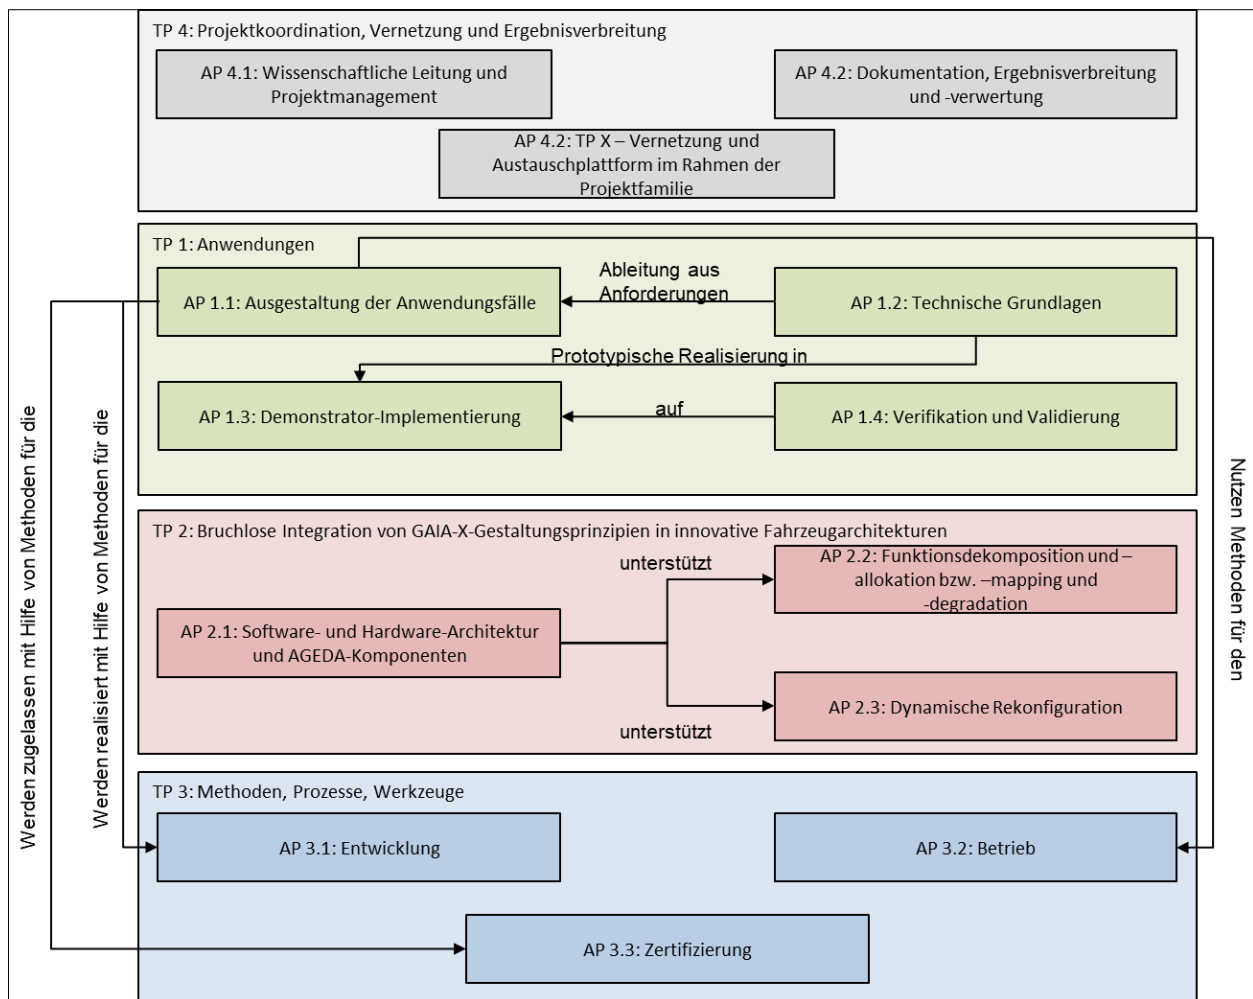 TP 4: Projektkoordination, Vernetzung und Ergebnisverbreitung
AP 4.1: Wissenschaftliche Leitung und
Projektmanagement
AP 4.2: Dokumentation, Ergebnisverbreitung
und -verwertung
AP 4.2: TP X – Vernetzung und
Austauschplattform im Rahmen der
Projektfamilie
TP 1: Anwendungen
AP 1.1: Ausgestaltung der Anwendungsfälle
Ableitung aus
Anforderungen
AP 1.2: Technische Grundlagen
Prototypische Realisierung in
AP 1.3: Demonstrator-Implementierung
auf
AP 1.4: Verifikation und Validierung
TP 2: Bruchlose Integration von GAIA-X-Gestaltungsprinzipien in innovative Fahrzeugarchitekturen
unterstützt
AP 2.2: Funktionsdekomposition und –
allokation bzw. –mapping und
-degradation
AP 2.1: Software- und Hardware-Architektur
und AGEDA-Komponenten
AP 2.3: Dynamische Rekonfiguration
unterstützt
TP 3: Methoden, Prozesse, Werkzeuge
AP 3.1: Entwicklung
AP 3.2: Betrieb
AP 3.3: Zertifizierung
Werden zugelassen mit Hilfe von Methoden für die
Werden realisiert mit Hilfe von Methoden für die
Nutzen Methoden für den